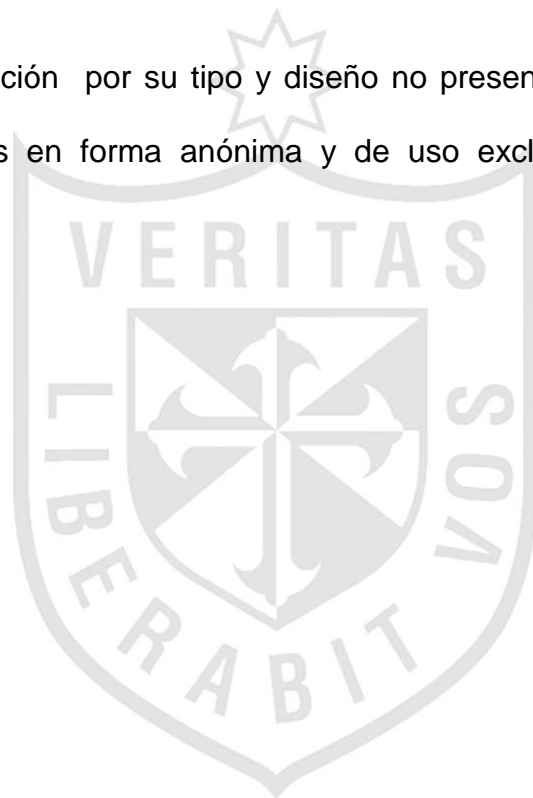 ción por su tipo y diseño no presen
s en forma anónima y de uso excl
VERITAS
LIBERABIT VOS